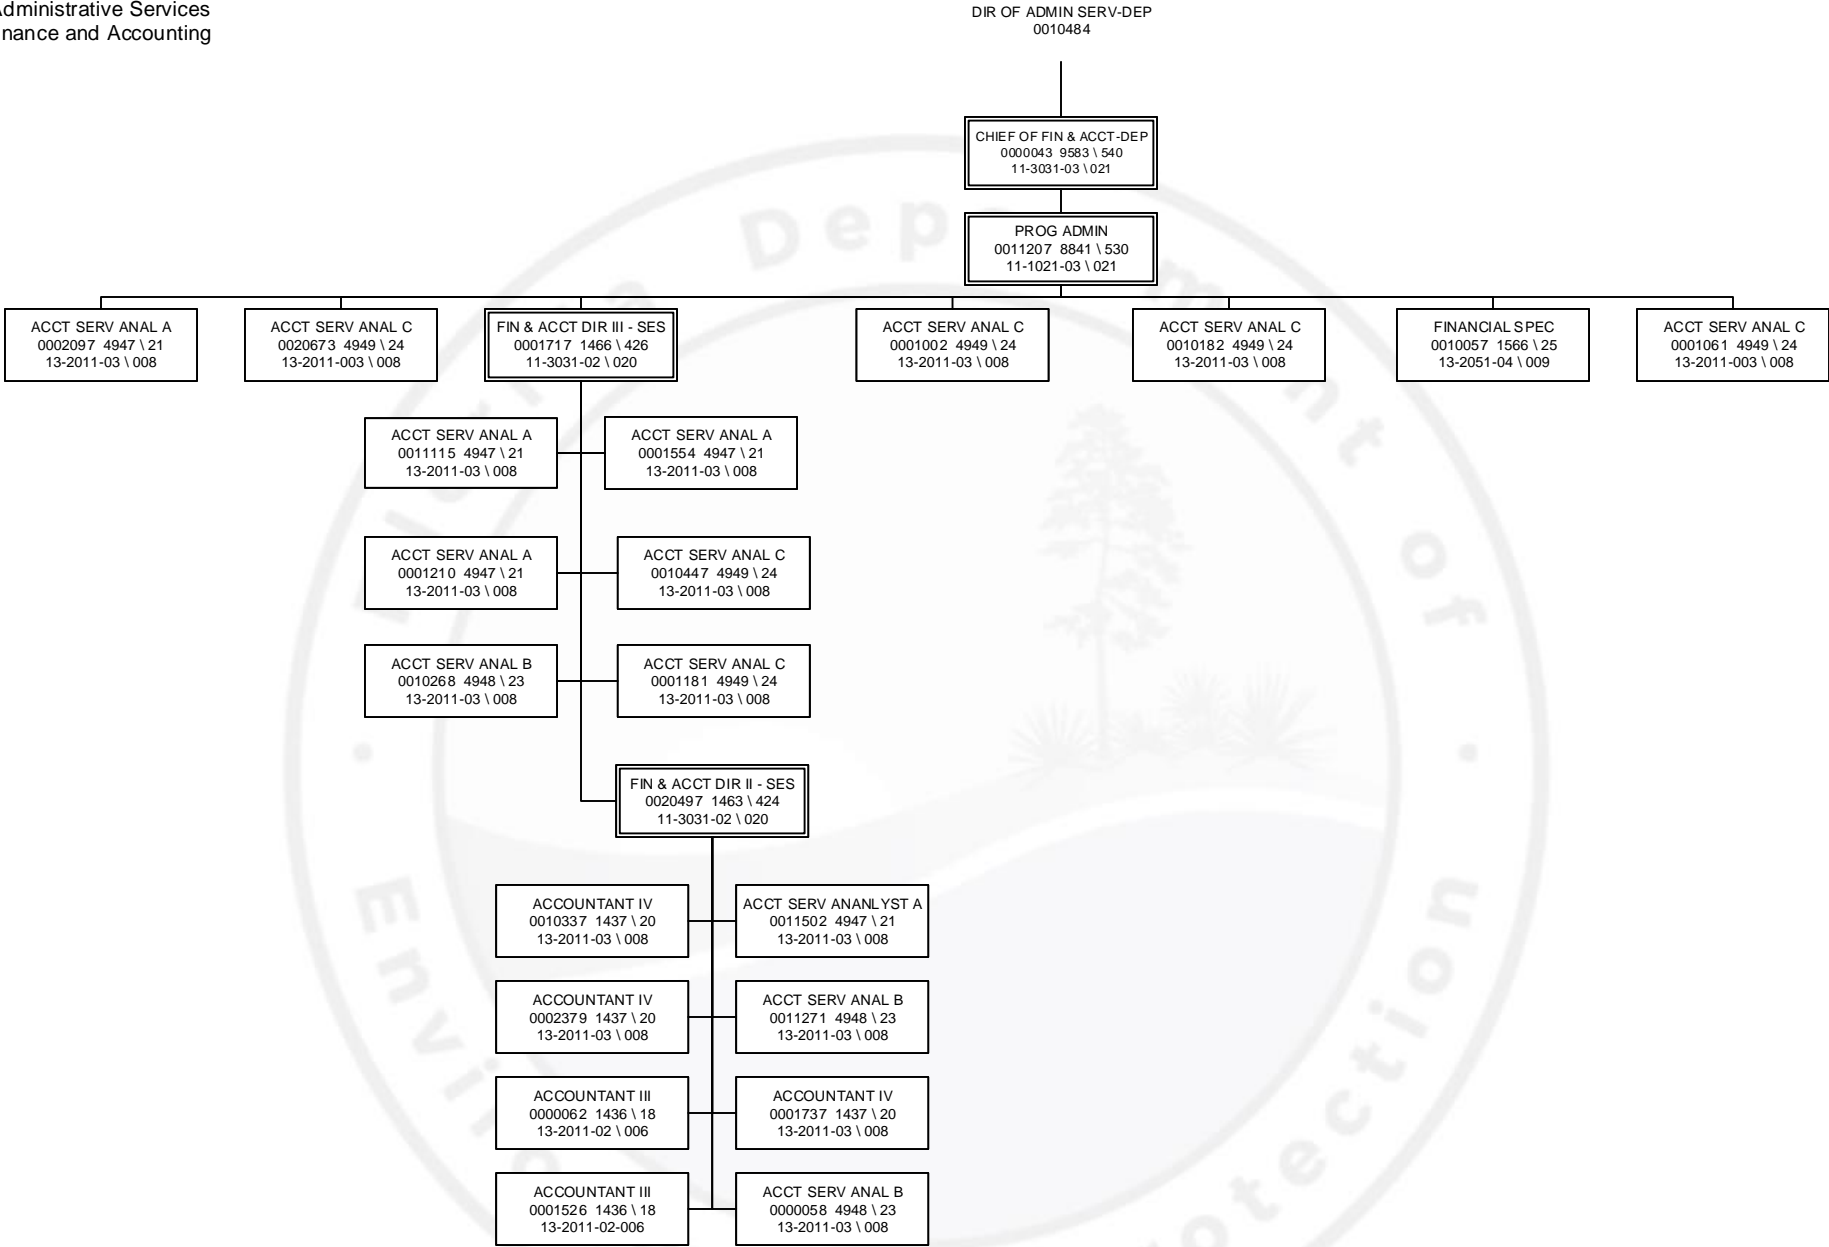 Administrative Services
nance and Accounting
DIR OF ADMIN SERV-DEP
0010484
CHIEF OF FIN & ACCT-DEP
0000043 9583 \ 540
11-3031-03 \ 021
PROG ADMIN
0011207 8841 \ 530
11-1021-03 \ 021
ACCT SERV ANAL A
0002097 4947 \ 21
13-2011-03 \ 008
ACCT SERV ANAL C
0020673 4949 \ 24
13-2011-003 \ 008
FIN & ACCT DIR III - SES
0001717 1466 \ 426
11-3031-02 \ 020
ACCT SERV ANAL C
0001002 4949 \ 24
13-2011-03 \ 008
ACCT SERV ANAL C
0010182 4949 \ 24
13-2011-03 \ 008
FINANCIAL SPEC
0010057 1566 \ 25
13-2051-04 \ 009
ACCT SERV ANAL C
0001061 4949 \ 24
13-2011-003 \ 008
ACCT SERV ANAL A
0011115 4947 \ 21
13-2011-03 \ 008
ACCT SERV ANAL A
0001554 4947 \ 21
13-2011-03 \ 008
ACCT SERV ANAL A
0001210 4947 \ 21
13-2011-03 \ 008
ACCT SERV ANAL C
0010447 4949 \ 24
13-2011-03 \ 008
ACCT SERV ANAL B
0010268 4948 \ 23
13-2011-03 \ 008
ACCT SERV ANAL C
0001181 4949 \ 24
13-2011-03 \ 008
FIN & ACCT DIR II - SES
0020497 1463 \ 424
11-3031-02 \ 020
ACCOUNTANT IV
0010337 1437 \ 20
13-2011-03 \ 008
ACCT SERV ANANLYST A
0011502 4947 \ 21
13-2011-03 \ 008
ACCOUNTANT IV
0002379 1437 \ 20
13-2011-03 \ 008
ACCT SERV ANAL B
0011271 4948 \ 23
13-2011-03 \ 008
ACCOUNTANT III
0000062 1436 \ 18
13-2011-02 \ 006
ACCOUNTANT IV
0001737 1437 \ 20
13-2011-03 \ 008
ACCOUNTANT III
0001526 1436 \ 18
13-2011-02-006
ACCT SERV ANAL B
0000058 4948 \ 23
13-2011-03 \ 008